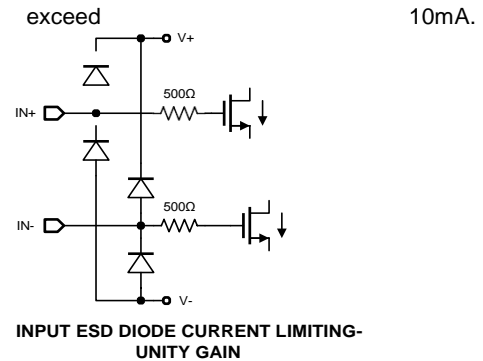 exceed 10mA.
V+
500Ω
IN+
500Ω
IN-
V-
INPUT ESD DIODE CURRENT LIMITING-
UNITY GAIN